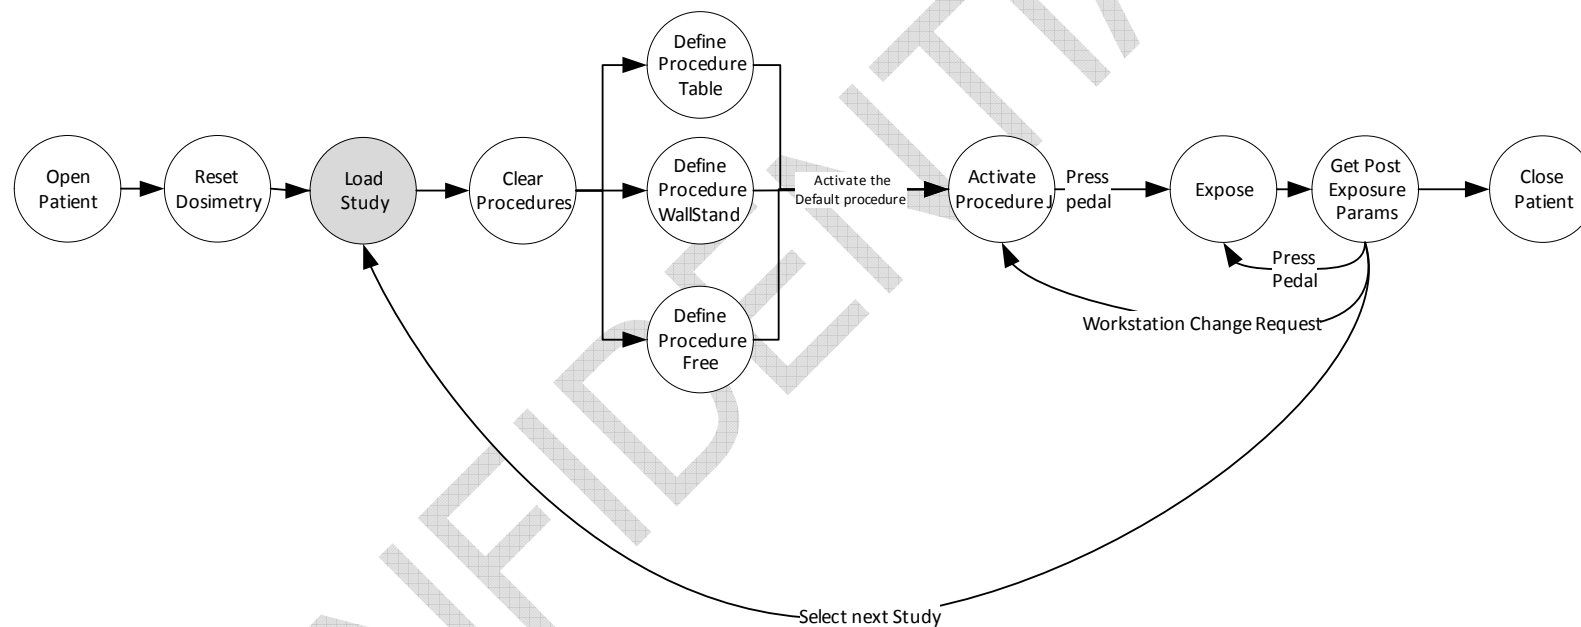 Open
Patient
Reset
Dosimetry
Load
Study
Clear
Procedures
Define
Procedure
Table
Define
Procedure
WallStand
Define
Procedure
Free
Activate the
Default procedure
Activate
Procedure J
Press
pedal
Expose
Get Post
Exposure
Params
Close
Patient
Press
Pedal
Workstation Change Request
Select next Study
NFIDENTIA